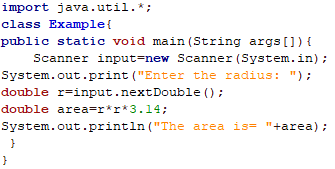 import java.util.*;
class Example{
public static void main(String args[]){
    Scanner input=new Scanner(System.in);
System.out.print("Enter the radius: ");
double r=input.nextDouble();
double area=r*r*3.14;
System.out.println("The area is= "+area);
 }
}